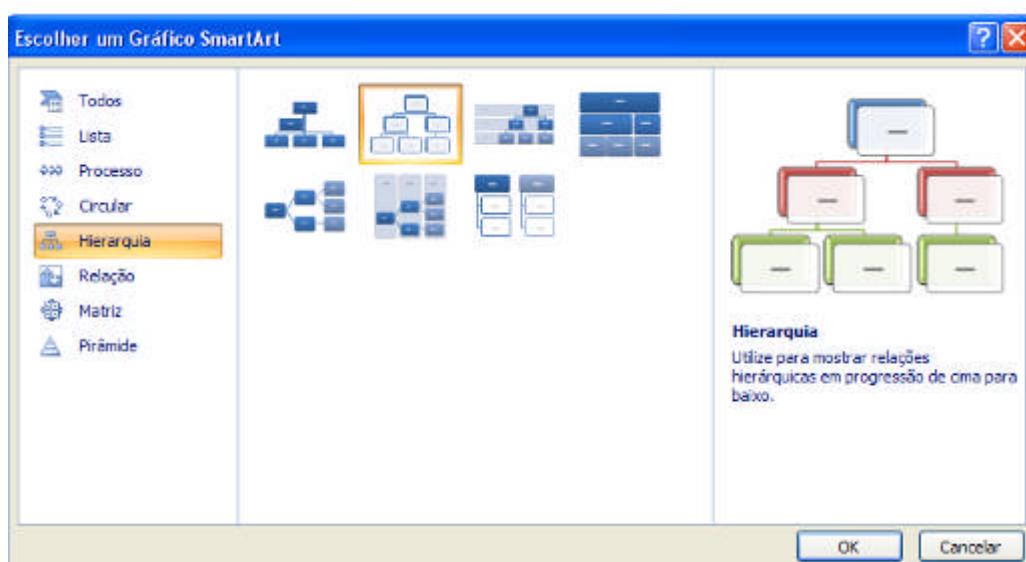 Escolher um Gráfico SmartArt
Todos
Lista
Processo
Circular
Hierarquia
Relação
Matriz
Pirâmide
Hierarquia
Utilize para mostrar relações
hierárquicas em progressão de cima para
baixo.
OK
Cancelar